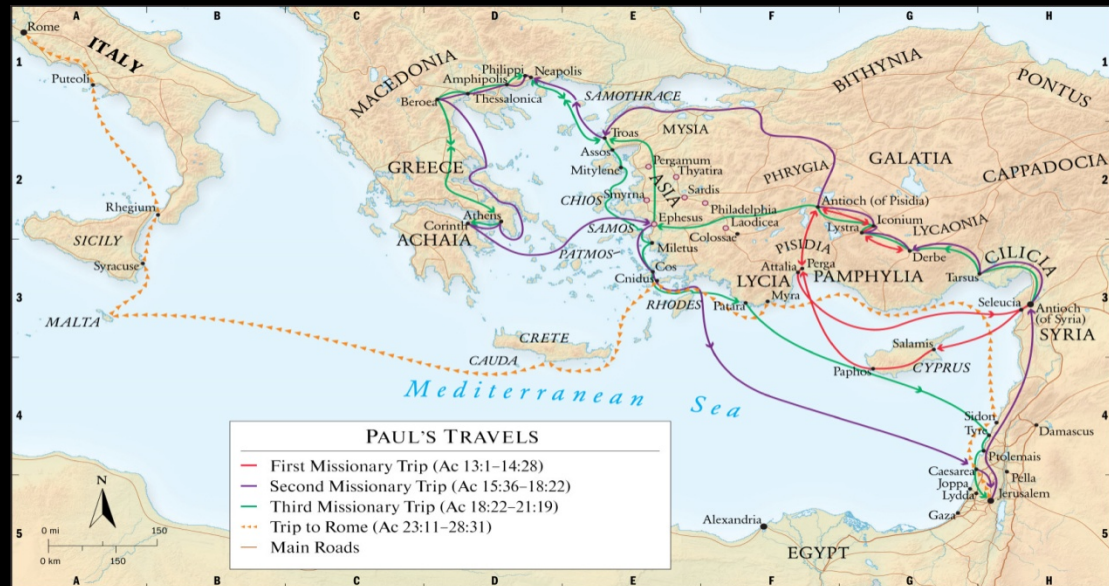 A B C D E F G H
Rome
ITALY
1
Puteoli
MACEDONIA
Philippi
Neapolis
Amphipolis
Beroea
Thessalonica
SAMOTHRACE
BITHYNIA
PONTUS
1
Troas
MYSIA
Assos
Mitylene
GREECE
Pergamum
Thyatira
ASIA
Sardis
Smyrna
PHRYGIA
GALATIA
CAPPADOCIA
2
2
CHIOS
Philadelphia
Antioch (of Pisidia)
Rhegium
Iconium
SICILY
Athens
Corinth
ACHAIA
Ephesus
Laodicea
Lystra
LYCAONIA
SAMOS
Colossae
Miletus
PISIDIA
Derbe
PATMOS
Syracuse
Attalia
Perga
CILICIA
Cos
Cnidus
LYCIA
PAMPHYLIA
Tarsus
3
3
RHODES
Patara
Myra
Seleucia
Antioch
(of Syria)
MALTA
SYRIA
CRETE
CAUDA
Salamis
CYPRUS
Paphos
Mediterranean Sea
4
4
Sidon
Tyre
Damascus
PAUL'S TRAVELS
First Missionary Trip (Ac 13:1–14:28)
Second Missionary Trip (Ac 15:36–18:22)
Third Missionary Trip (Ac 18:22–21:19)
Trip to Rome (Ac 23:11–28:31)
Main Roads
Ptolemais
Caesarea
Joppa
Pella
Lydda
Jerusalem
Gaza
N
0 mi 150
0 km 150
Alexandria
EGYPT
5
5
A B C D E F G H